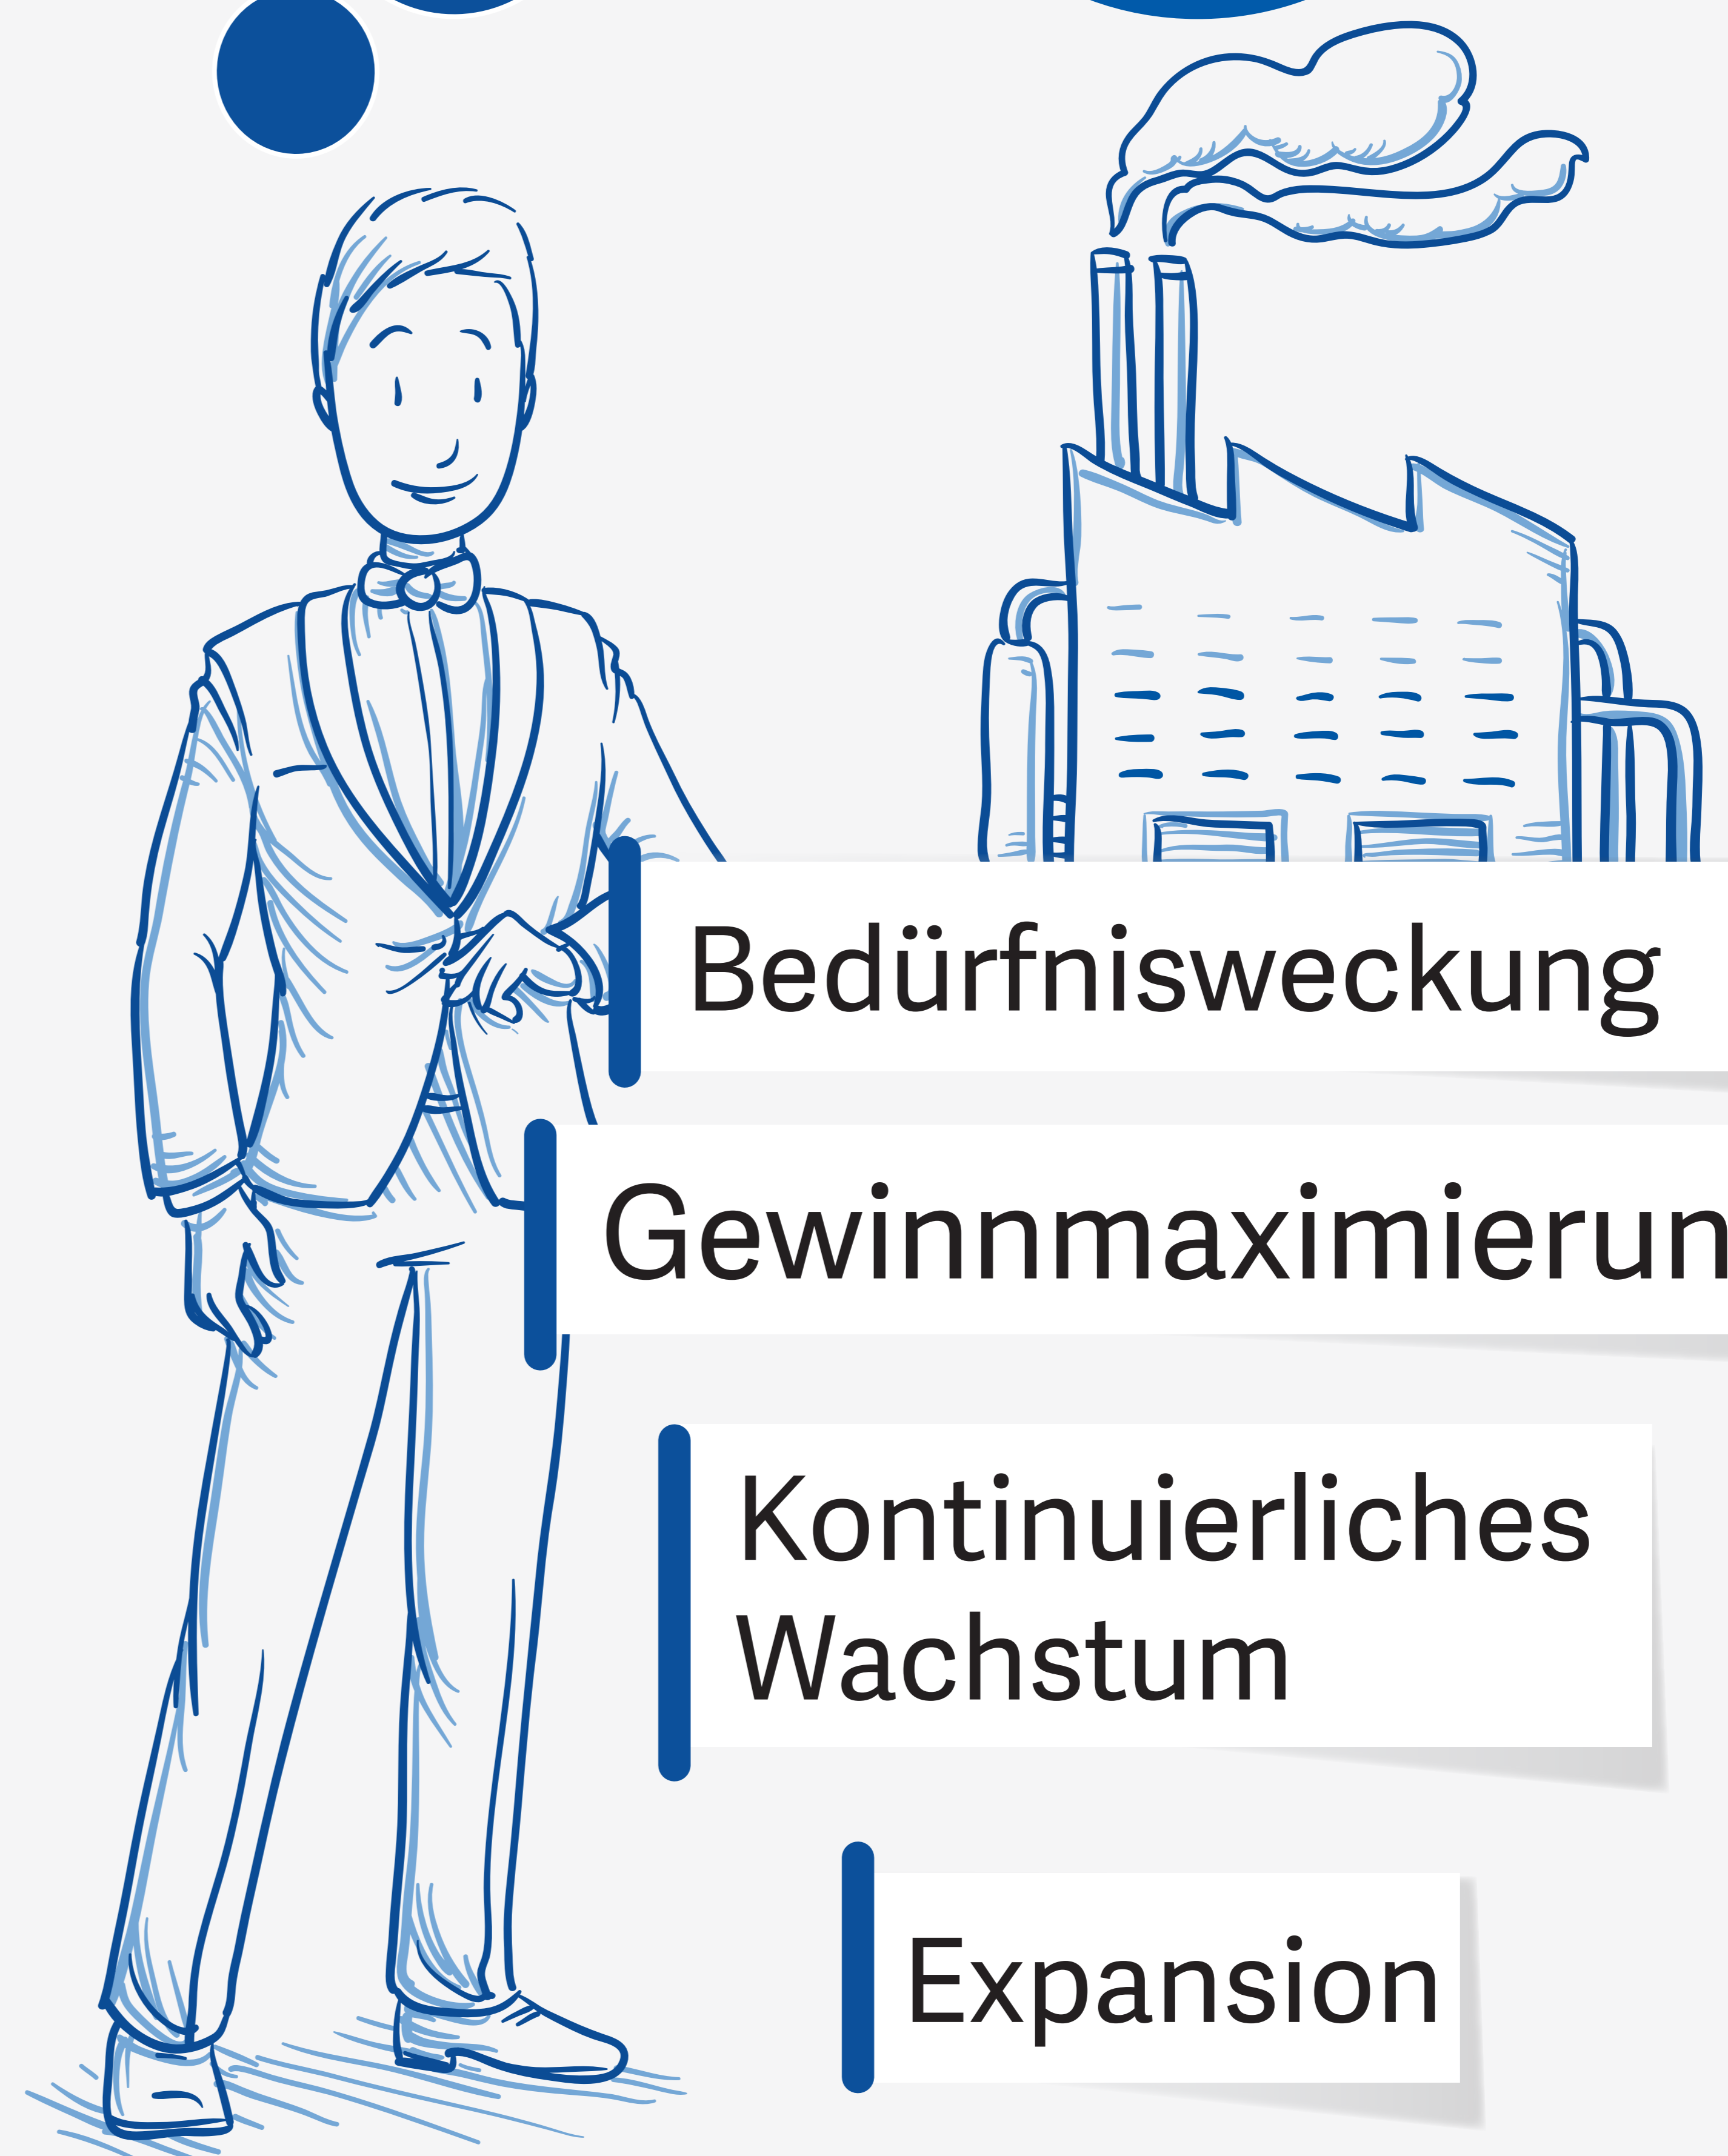 Bedürfnisweckung
Gewinnmaximierun
Kontinuierliches
Wachstum
Expansion